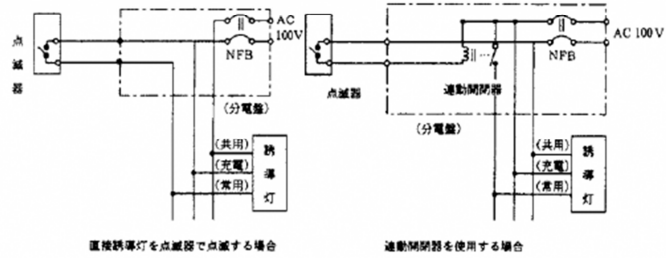 点滅器
AC
100V
NFB
(分電盤)
(共用)
(充電)
(常用)
誘導灯
直接誘導灯を点滅器で点滅する場合
点滅器
AC 100V
NFB
連動開閉器
(分電盤)
(共用)
(充電)
(常用)
誘導灯
連動開閉器を使用する場合